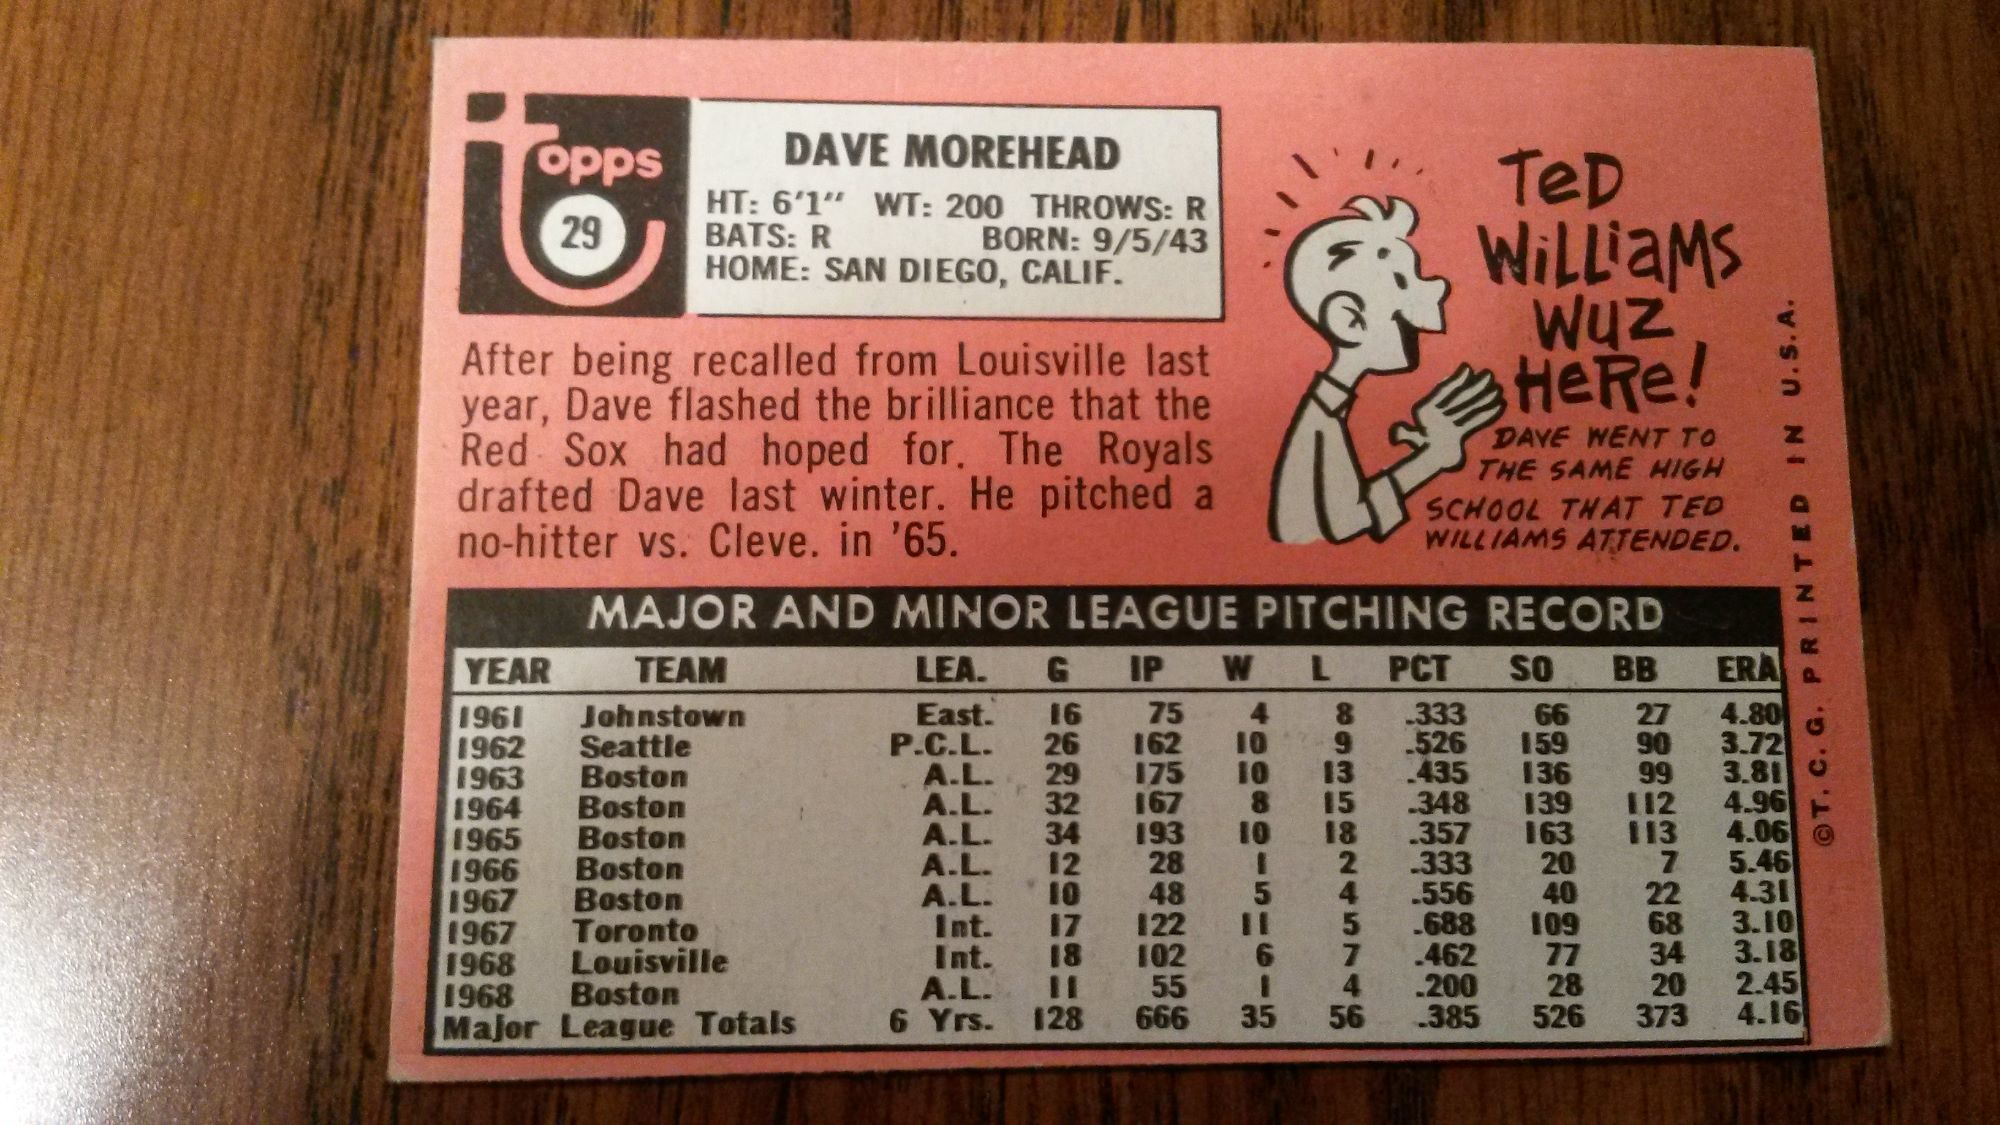 topps
29
DAVE MOREHEAD
HT: 6'1" WT: 200 THROWS: R
BATS: R BORN: 9/5/43
HOME: SAN DIEGO, CALIF.
After being recalled from Louisville last
year, Dave flashed the brilliance that the
Red Sox had hoped for. The Royals
drafted Dave last winter. He pitched a
no-hitter vs. Cleve. in '65.
TeD
WiLLiaMS
WuZ
HeRe!
DAVE WENT TO
THE SAME HIGH
SCHOOL THAT TED
WILLIAMS ATTENDED.
MAJOR AND MINOR LEAGUE PITCHING RECORD
YEAR TEAM LEA. G IP W L PCT SO BB ERA
1961 Johnstown East. 16 75 4 8 .333 66 27 4.80
1962 Seattle P.C.L. 26 162 10 9 .526 159 90 3.72
1963 Boston A.L. 29 175 10 13 .435 136 99 3.81
1964 Boston A.L. 32 167 8 15 .348 139 112 4.96
1965 Boston A.L. 34 193 10 18 .357 163 113 4.06
1966 Boston A.L. 12 28 1 2 .333 20 7 5.46
1967 Boston A.L. 10 48 5 4 .556 40 22 4.31
1967 Toronto Int. 17 122 11 5 .688 109 68 3.10
1968 Louisville Int. 18 102 6 7 .462 77 34 3.18
1968 Boston A.L. 11 55 1 4 .200 28 20 2.45
Major League Totals 6 Yrs. 128 666 35 56 .385 526 373 4.16
©T.C.G. PRINTED IN U.S.A.